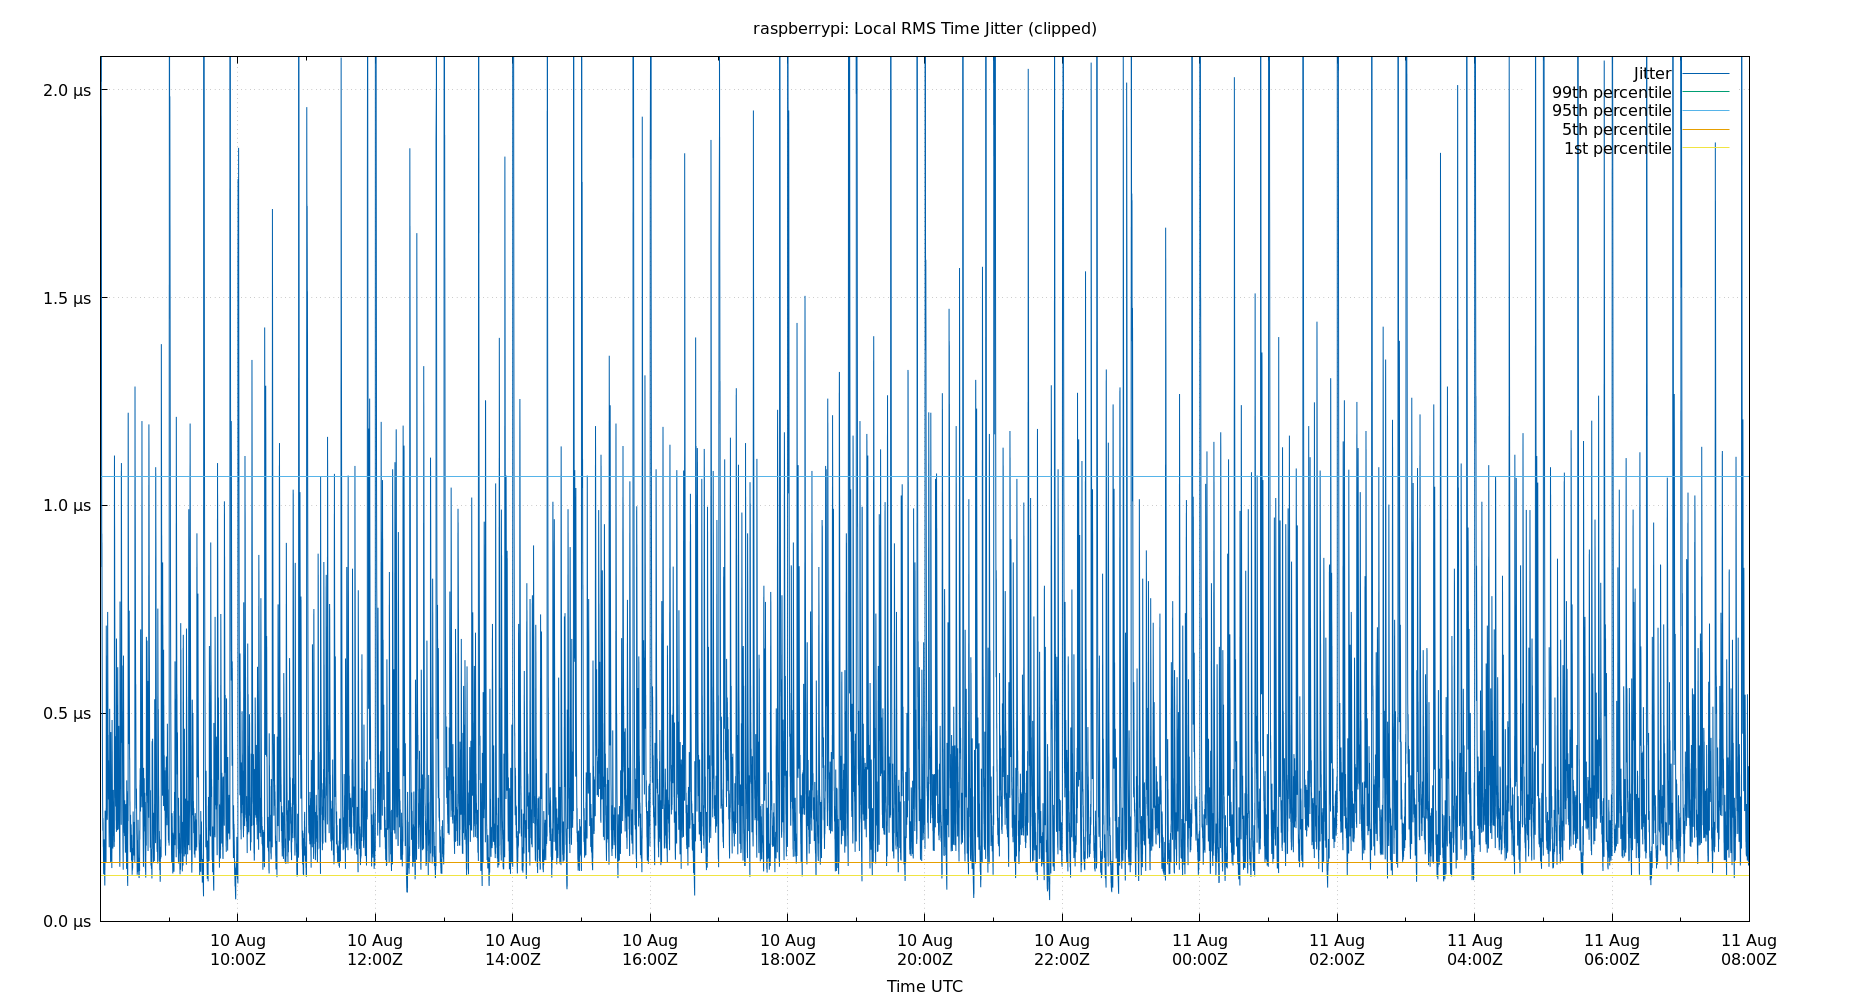 raspberrypi: Local RMS Time Jitter (clipped)
2.0 µs
1.5 µs
1.0 µs
0.5 µs
0.0 µs
Jitter
99th percentile
95th percentile
5th percentile
1st percentile
10 Aug 10 Aug 10 Aug 10 Aug 10 Aug 10 Aug 10 Aug 11 Aug 11 Aug 11 Aug 11 Aug 11 Aug
10:00Z 12:00Z 14:00Z 16:00Z 18:00Z 20:00Z 22:00Z 00:00Z 02:00Z 04:00Z 06:00Z 08:00Z
Time UTC